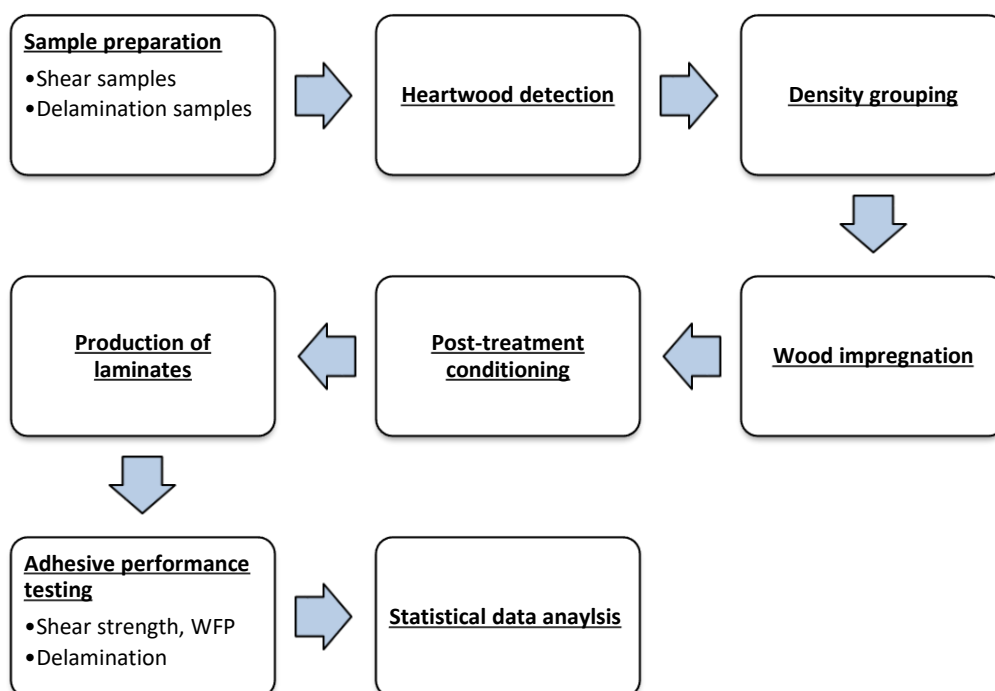 Sample preparation
•Shear samples
•Delamination samples
Heartwood detection
Density grouping
Wood impregnation
Post-treatment
conditioning
Production of
laminates
Adhesive performance
testing
•Shear strength, WFP
•Delamination
Statistical data anaylsis